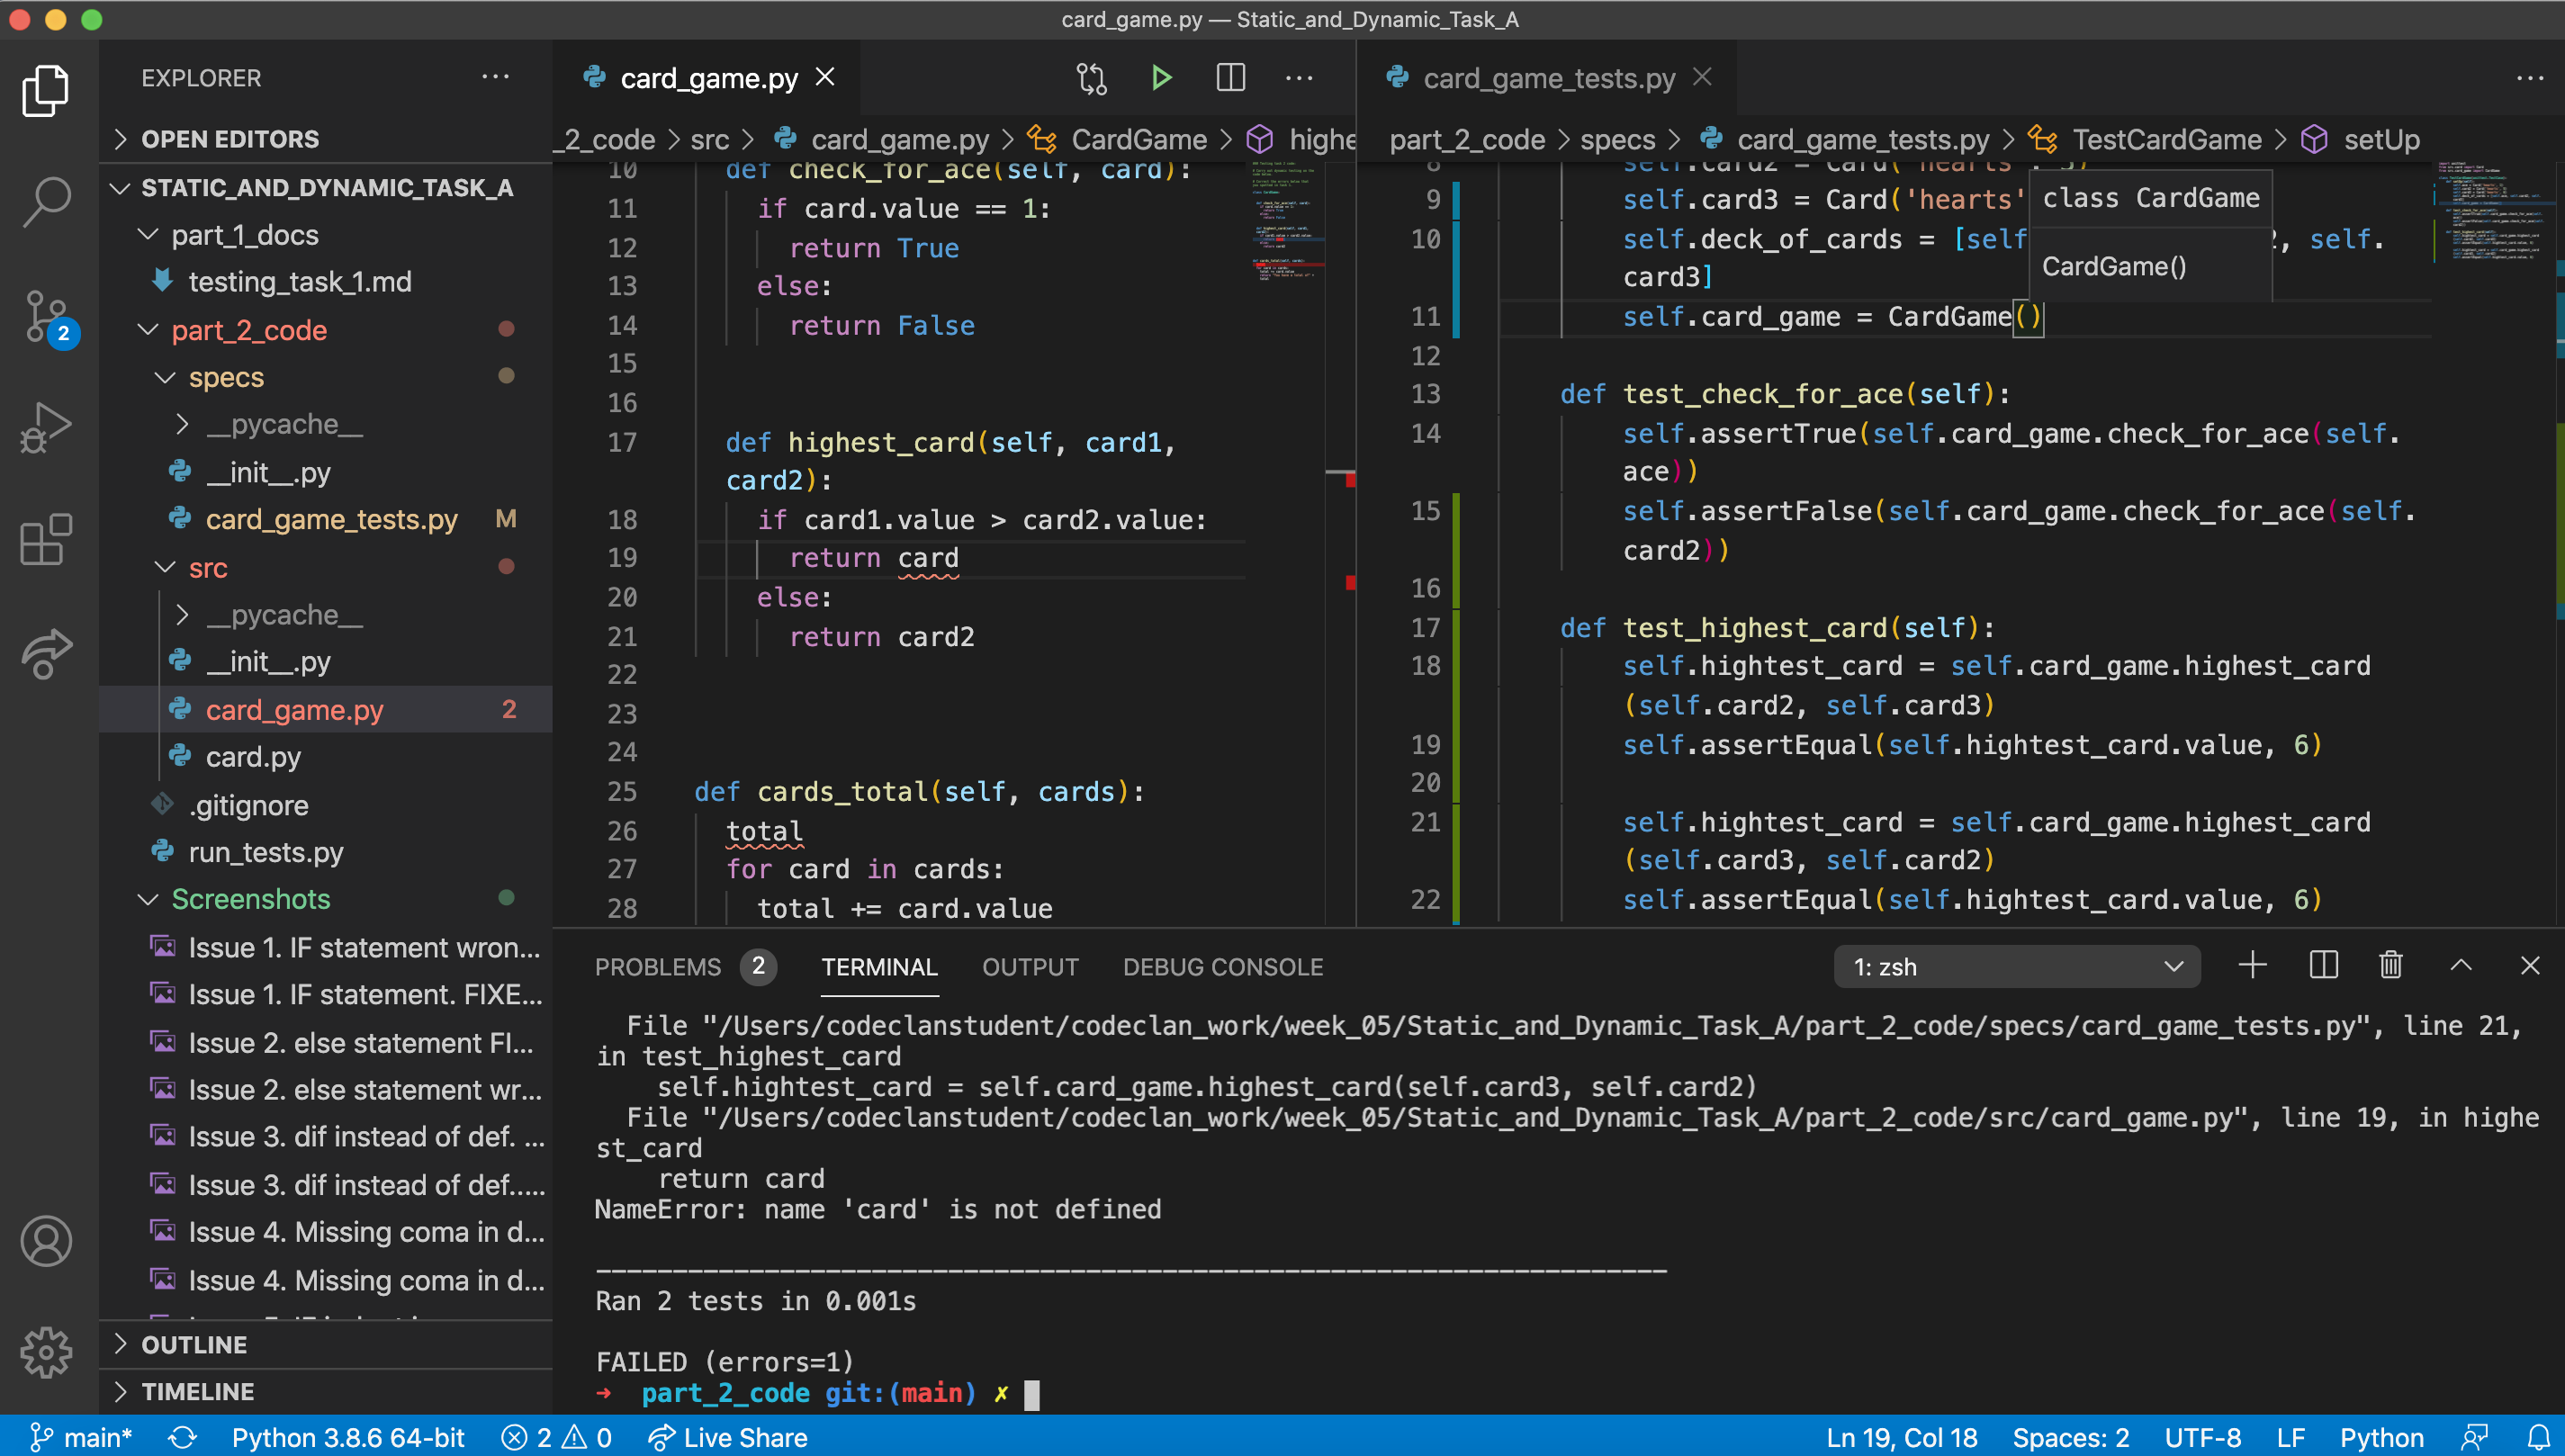 card_game.py — Static_and_Dynamic_Task_A
EXPLORER
OPEN EDITORS
STATIC_AND_DYNAMIC_TASK_A
part_1_docs
testing_task_1.md
part_2_code
specs
__pycache__
__init__.py
card_game_tests.py M
src
__pycache__
__init__.py
card_game.py 2
card.py
.gitignore
run_tests.py
Screenshots
Issue 1. IF statement wron...
Issue 1. IF statement. FIXE...
Issue 2. else statement FI...
Issue 2. else statement wr...
Issue 3. dif instead of def. ...
Issue 3. dif instead of def.....
Issue 4. Missing coma in d...
Issue 4. Missing coma in d...
OUTLINE
TIMELINE
2
card_game.py
_2_code > src > card_game.py > CardGame > highe
10 def check_for_ace(self, card):
11 if card.value == 1:
12 return True
13 else:
14 return False
15
16
17 def highest_card(self, card1,
card2):
18 if card1.value > card2.value:
19 return card
20 else:
21 return card2
22
23
24
25 def cards_total(self, cards):
26 total
27 for card in cards:
28 total += card.value
card_game_tests.py
part_2_code > specs > card_game_tests.py > TestCardGame > setUp
8 self.card2 = Card('hearts'. 5)
9 self.card3 = Card('hearts'
class CardGame
CardGame()
10 self.deck_of_cards = [self 2, self.
card3]
11 self.card_game = CardGame()
12
13 def test_check_for_ace(self):
14 self.assertTrue(self.card_game.check_for_ace(self.
ace))
15 self.assertFalse(self.card_game.check_for_ace(self.
card2))
16
17 def test_highest_card(self):
18 self.hightest_card = self.card_game.highest_card
(self.card2, self.card3)
19 self.assertEqual(self.hightest_card.value, 6)
20
21 self.hightest_card = self.card_game.highest_card
(self.card3, self.card2)
22 self.assertEqual(self.hightest_card.value, 6)
PROBLEMS 2 TERMINAL OUTPUT DEBUG CONSOLE 1: zsh
File "/Users/codeclanstudent/codeclan_work/week_05/Static_and_Dynamic_Task_A/part_2_code/specs/card_game_tests.py", line 21,
in test_highest_card
self.hightest_card = self.card_game.highest_card(self.card3, self.card2)
File "/Users/codeclanstudent/codeclan_work/week_05/Static_and_Dynamic_Task_A/part_2_code/src/card_game.py", line 19, in highe
st_card
return card
NameError: name 'card' is not defined
----------------------------------------------------------------------
Ran 2 tests in 0.001s
FAILED (errors=1)
➜ part_2_code git:(main) ✗
main* Python 3.8.6 64-bit 2 0 Live Share Ln 19, Col 18 Spaces: 2 UTF-8 LF Python